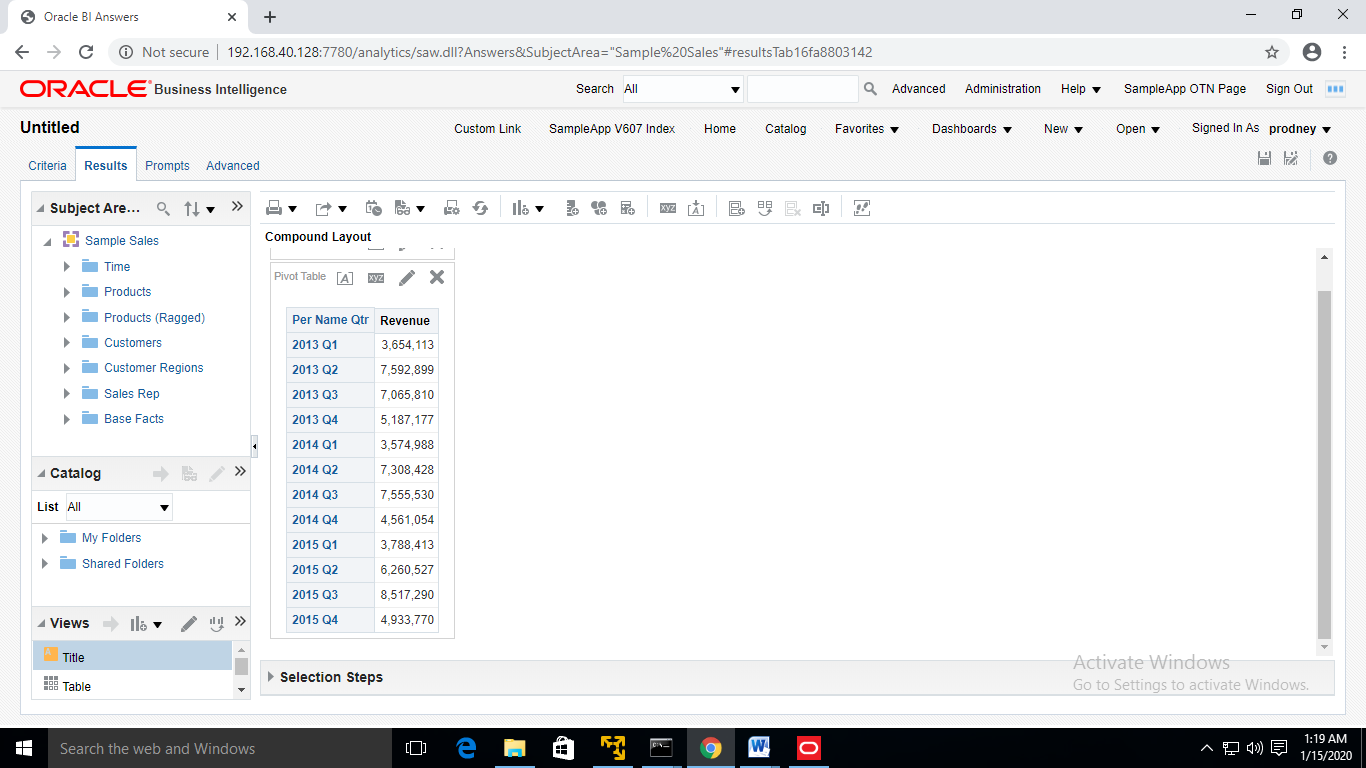 Oracle BI Answers
Not secure 192.168.40.128:7780/analytics/saw.dll?Answers&SubjectArea="Sample%20Sales"#resultsTab16fa8803142
ORACLE Business Intelligence
Search All Advanced Administration Help SampleApp OTN Page Sign Out
Untitled
Custom Link SampleApp V607 Index Home Catalog Favorites Dashboards New Open Signed In As prodney
Criteria Results Prompts Advanced
Subject Are...
Sample Sales
Time
Products
Products (Ragged)
Customers
Customer Regions
Sales Rep
Base Facts
Catalog
List All
My Folders
Shared Folders
Views
Title
Table
Compound Layout
Pivot Table
Per Name Qtr Revenue
2013 Q1 3,654,113
2013 Q2 7,592,899
2013 Q3 7,065,810
2013 Q4 5,187,177
2014 Q1 3,574,988
2014 Q2 7,308,428
2014 Q3 7,555,530
2014 Q4 4,561,054
2015 Q1 3,788,413
2015 Q2 6,260,527
2015 Q3 8,517,290
2015 Q4 4,933,770
Selection Steps
Activate Windows
Go to Settings to activate Windows.
Search the web and Windows
1:19 AM
1/15/2020